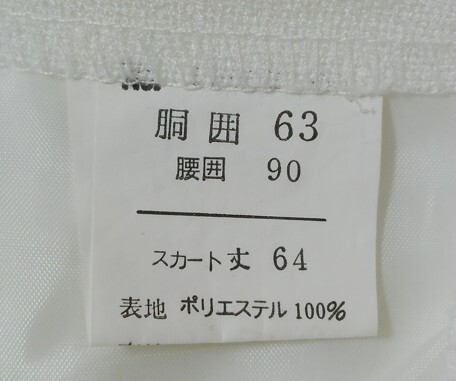 胴囲 63
腰囲 90
スカート丈 64
表地 ポリエステル 100%